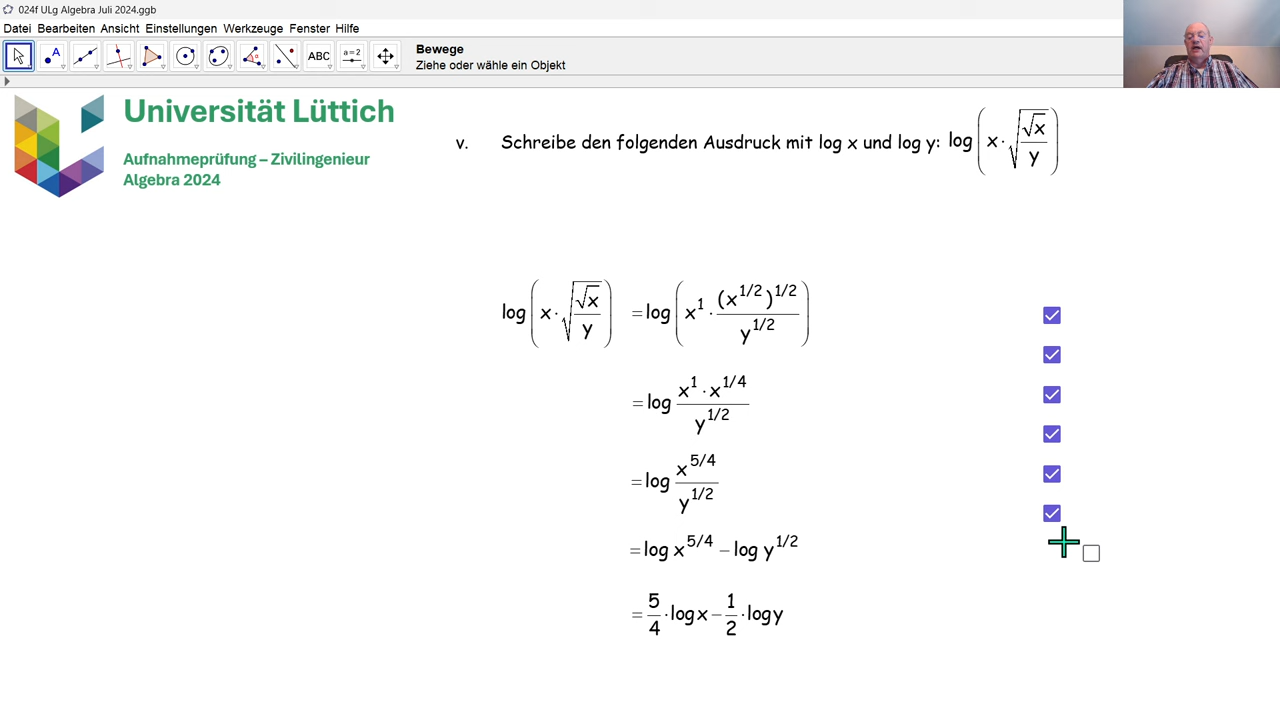 024f ULg Algebra Juli 2024.ggb
Datei Bearbeiten Ansicht Einstellungen Werkzeuge Fenster Hilfe
A ABC a=2 Bewege
Ziehe oder wähle ein Objekt
Universität Lüttich
Aufnahmeprüfung – Zivilingenieur
Algebra 2024
v. Schreibe den folgenden Ausdruck mit log x und log y: log(x·√(√x/y))
log(x·√(√x/y)) = log(x^1·(x^1/2)^1/2/y^1/2)
= log x^1·x^1/4/y^1/2
= log x^5/4/y^1/2
= log x^5/4 – log y^1/2
= 5/4·log x – 1/2·log y